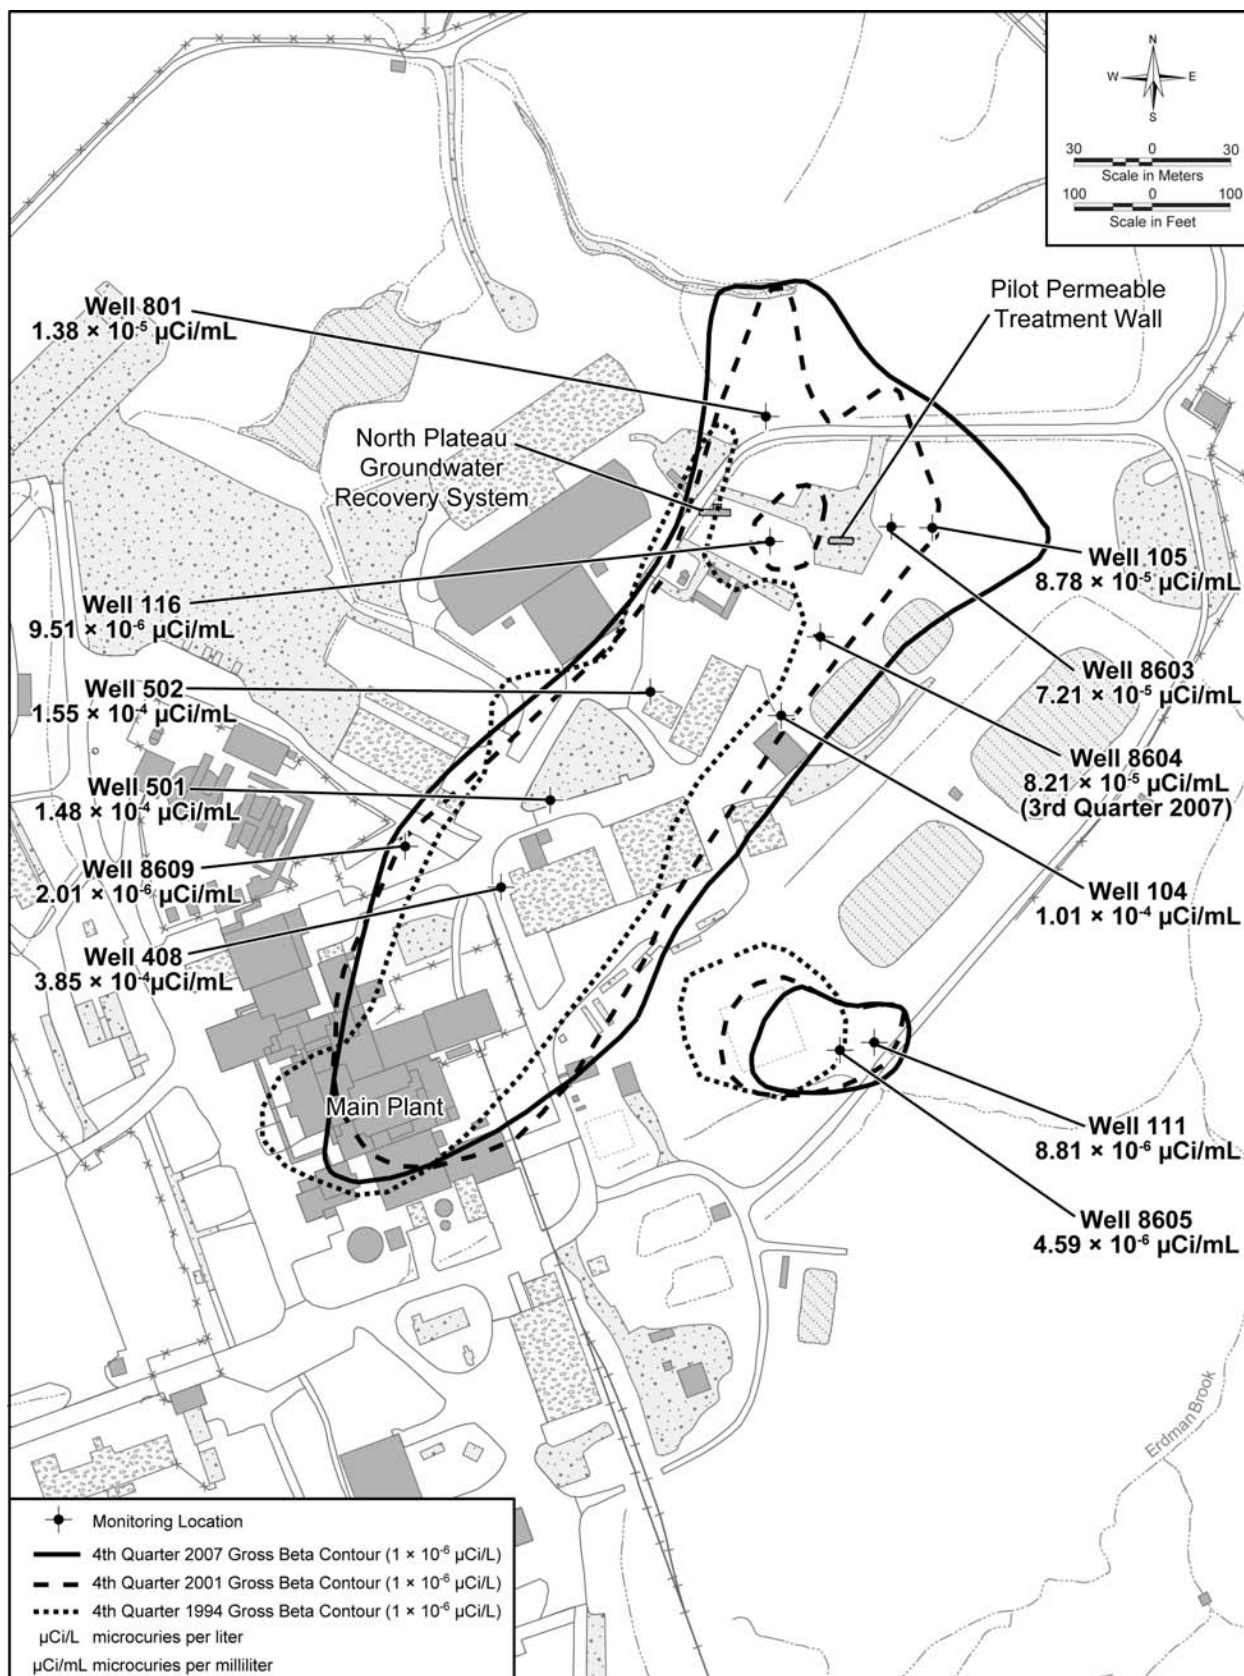 N
W E
S
30 0 30
Scale in Meters
100 0 100
Scale in Feet
Well 801
1.38 × 10⁻⁵ µCi/mL
Pilot Permeable
Treatment Wall
North Plateau
Groundwater
Recovery System
Well 105
8.78 × 10⁻⁵ µCi/mL
Well 116
9.51 × 10⁻⁶ µCi/mL
Well 8603
7.21 × 10⁻⁵ µCi/mL
Well 502
1.55 × 10⁻⁴ µCi/mL
Well 8604
8.21 × 10⁻⁵ µCi/mL
(3rd Quarter 2007)
Well 501
1.48 × 10⁻⁴ µCi/mL
Well 8609
2.01 × 10⁻⁶ µCi/mL
Well 104
1.01 × 10⁻⁴ µCi/mL
Well 408
3.85 × 10⁻⁴ µCi/mL
Main Plant
Well 111
8.81 × 10⁻⁶ µCi/mL
Well 8605
4.59 × 10⁻⁶ µCi/mL
Erdman Brook
Monitoring Location
4th Quarter 2007 Gross Beta Contour (1 × 10⁻⁶ µCi/L)
4th Quarter 2001 Gross Beta Contour (1 × 10⁻⁶ µCi/L)
4th Quarter 1994 Gross Beta Contour (1 × 10⁻⁶ µCi/L)
µCi/L microcuries per liter
µCi/mL microcuries per milliliter